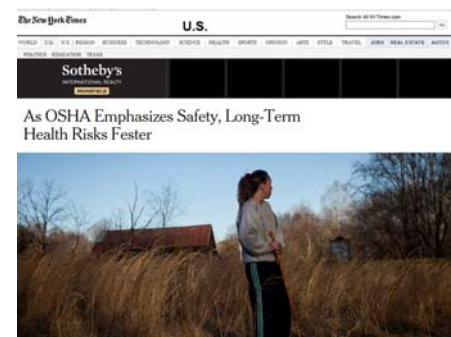 The New York Times
U.S.
Search All NYTimes.com
WORLD U.S. N.Y. / REGION BUSINESS TECHNOLOGY SCIENCE HEALTH SPORTS OPINION ARTS STYLE TRAVEL JOBS REAL ESTATE AUTOS
POLITICS EDUCATION TEXAS
Sotheby's
INTERNATIONAL REALTY
As OSHA Emphasizes Safety, Long-Term
Health Risks Fester